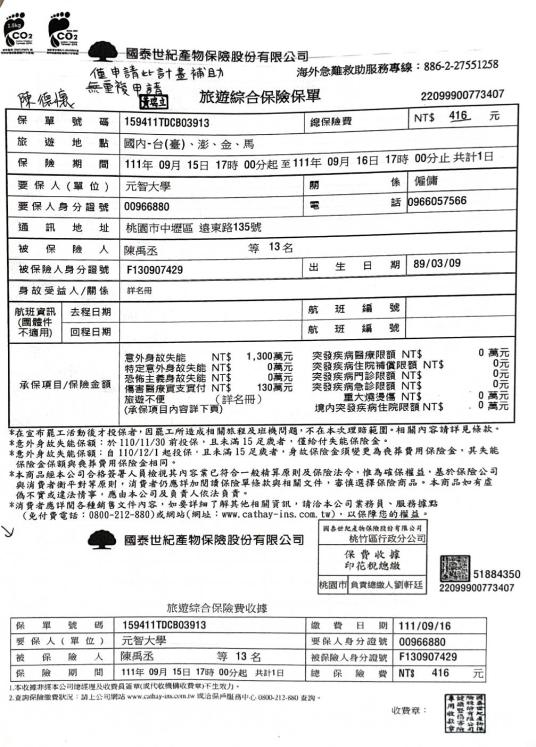 1.8kg
CO2
CO2
國泰世紀產物保險股份有限公司
僅申請此計畫補助
無重複申請
海外急難救助服務專線：886-2-27551258
旅遊綜合保險保單
22099900773407
保單號碼 159411TDCB03913 總保險費 NT$ 416 元
旅遊地點 國內-台(臺)、澎、金、馬
保險期間 111年 09月 15日 17時 00分起至 111年 09月 16日 17時 00分止 共計1日
要保人(單位) 元智大學 關係 僱傭
要保人身分證號 00966880 電話 0966057566
通訊地址 桃園市中壢區 遠東路135號
被保險人 陳禹丞 等 13名
被保險人身分證號 F130907429 出生日期 89/03/09
身故受益人/關係 詳名冊
航班資訊(團體件不適用) 去程日期 航班編號
回程日期 航班編號
承保項目/保險金額
意外身故失能 NT$ 1,300萬元 突發疾病醫療限額 NT$ 0 萬元
特定意外身故失能 0萬元 突發疾病住院補償限額 0 萬元
恐怖主義身故失能 NT$ 0萬元 突發疾病門診限額 NT$ 0 萬元
傷害醫療實支實付 NT$ 130萬元 突發疾病急診限額 NT$ 0 萬元
旅遊不便 (詳名冊) 重大燒燙傷 NT$ 0 萬元
(承保項目內容詳下頁) 境內突發疾病住院限額 NT$ 0 萬元
*在宣布罷工活動後才投保者，因罷工所造成相關旅程及班機問題，不在本次理賠範圍。相關內容請詳見條款。
*意外身故失能保額：於 110/11/30 前投保，且未滿 15 足歲者，僅給付失能保險金。
*意外身故失能保額：自 110/12/1 起投保，且未滿 15 足歲者，身故保險金須變更為喪葬費用保險金，其失能
保險金保額與喪葬費用保險金相同。
*本商品經本公司合格簽署人員檢視其內容業已符合一般精算原則及保險法令，惟為確保權益，基於保險公司
與消費者衡平對等原則，消費者仍應詳加閱讀保險單條款與相關文件，審慎選擇保險商品。本商品如有虛
偽不實或違法情事，應由本公司及負責人依法負責。
*消費者應詳閱各種銷售文件內容，如要詳細了解其他相關資訊，請洽本公司業務員、服務據點
(免付費電話：0800-212-880)或網站(網址：www.cathay-ins.com.tw)，以保障您的權益。
國泰世紀產物保險股份有限公司
國泰世紀產物保險股份有限公司
桃竹區行政分公司
保費收據
印花稅總繳
桃園市 負責總繳人劉軒廷
51884350
22099900773407
旅遊綜合保險費收據
保單號碼 159411TDCB03913 繳費日期 111/09/16
要保人(單位) 元智大學 要保人身分證號 00966880
被保險人 陳禹丞 等 13名 被保險人身分證號 F130907429
保險期間 111年 09月 15日 17時 00分起 共計1日 總保險費 NT$ 416 元
1.本收據非經本公司總經理及收費員簽章(或代收機構收費章)不生效力。
2.查詢保險繳費狀況：請上公司網站 www.cathay-ins.com.tw 或洽保戶服務中心 0800-212-880 查詢。
收費章：